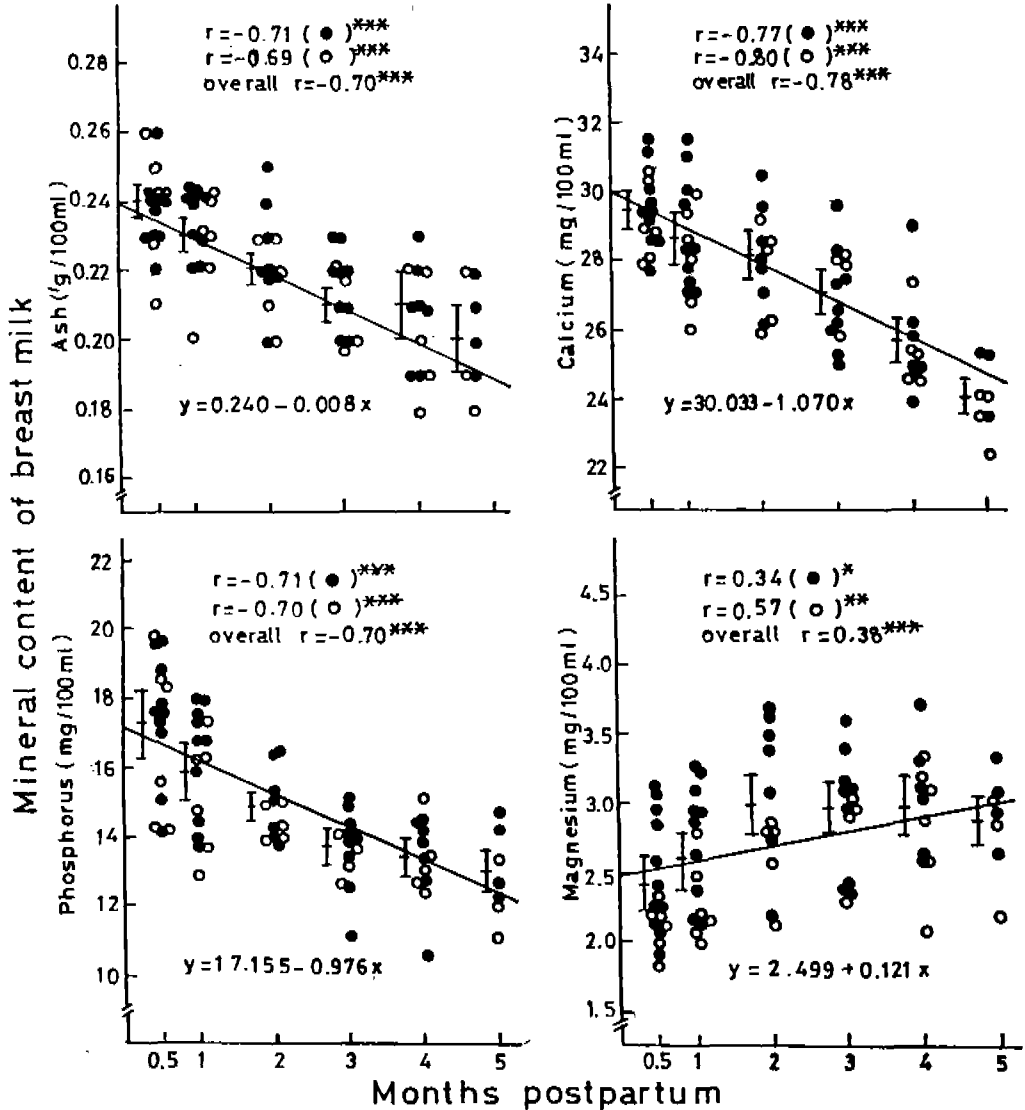 Mineral content of breast milk
r=-0.71 ( ● )***
r=-0.69 ( ○ )***
overall r=-0.70***
Ash (g /100ml)
0.28
0.26
0.24
0.22
0.20
0.18
0.16
y=0.240-0.008x
r=-0.77 ( ● )***
r=-0.80 ( ○ )***
overall r=-0.78***
Calcium (mg /100ml)
34
32
30
28
26
24
22
y=30.033-1.070x
r=-0.71 ( ● )***
r=-0.70 ( ○ )***
overall r=-0.70***
Phosphorus (mg/100ml)
22
20
18
16
14
12
10
y=17.155-0.976x
0.5 1 2 3 4 5
r=0.34 ( ● )*
r=0.57 ( ○ )**
overall r=0.38***
Magnesium (mg/100ml)
4.5
4.0
3.5
3.0
2.5
2.0
1.5
y = 2.499+0.121x
0.5 1 2 3 4 5
Months postpartum